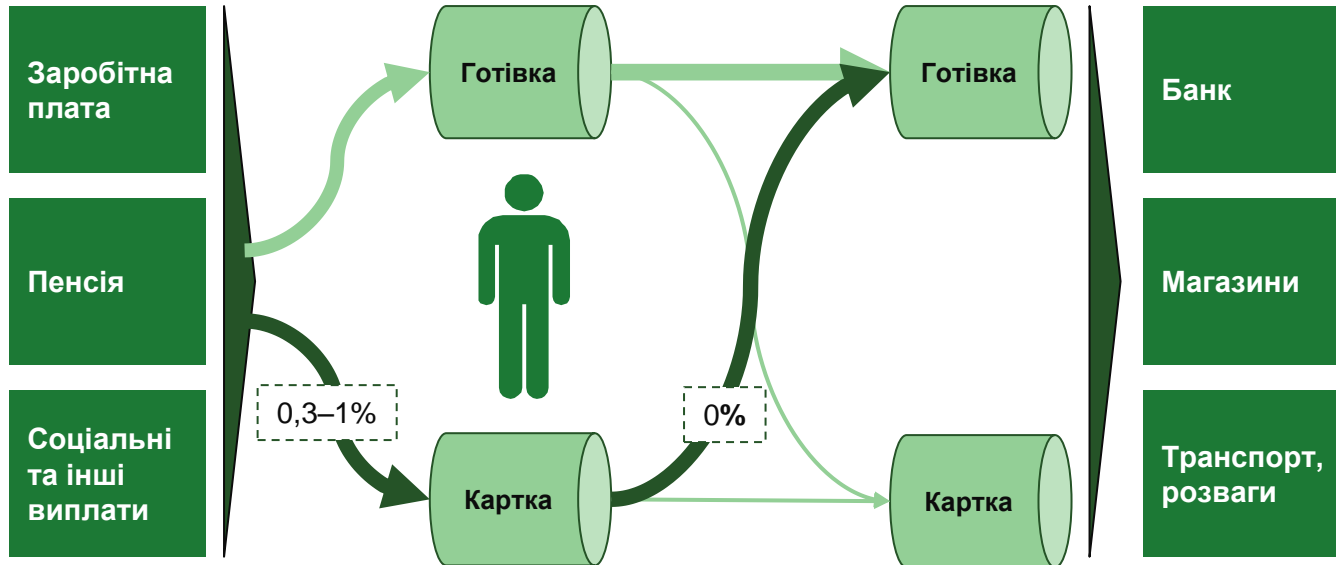 Заробітна
плата
Пенсія
Соціальні
та інші
виплати
Готівка
0,3–1%
Картка
0%
Готівка
Картка
Банк
Магазини
Транспорт,
розваги